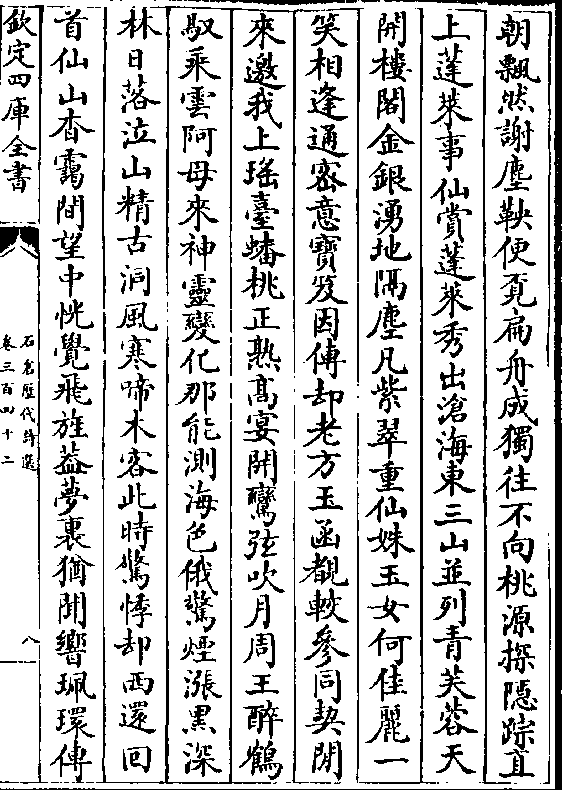 朝飄然謝塵鞅便覓扁舟成獨往不向桃源探隱踪直
上蓬萊事仙賞蓬萊秀出滄海東三山並列青芙蓉天
開樓閣金銀湧地隔塵凡紫翠重仙姝玉女何佳麗一
笑相逢通密意寶笈因傳却老方玉函覩較參同契閒
來邀我上瑤臺蟠桃正熟髙宴開鸞弦吹月周王醉鶴
馭乘雲阿母來神靈變化那能測海色俄驚煙漲黒深
林日落泣山精古洞風寒啼木客此時驚悸却西還回
首仙山杳靄間望中恍覺飛旌葢夢裏猶聞響珮環傳
欽定四庫全書
石倉歷代詩選
卷三百四十二
八